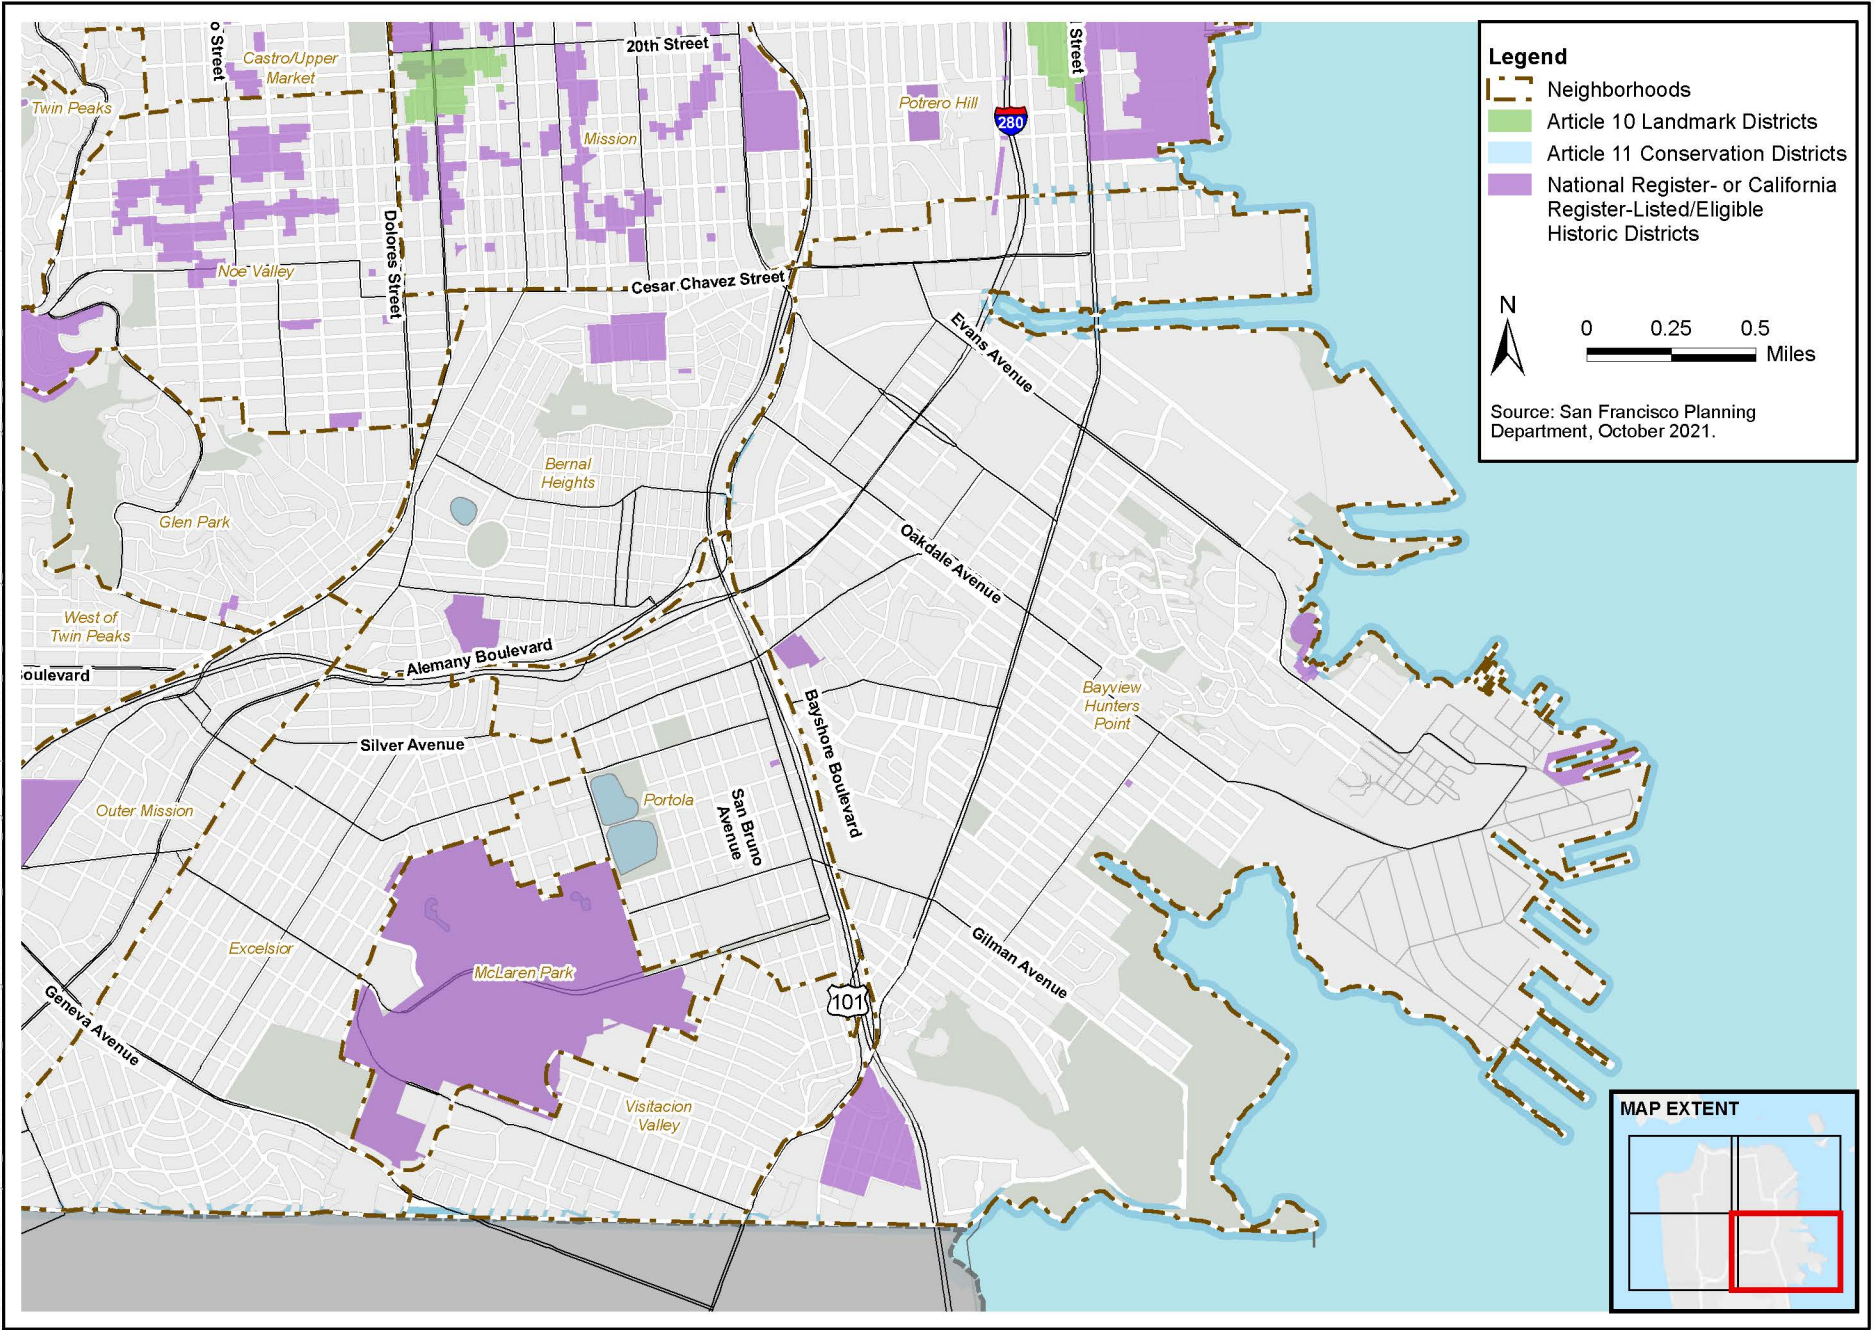 o Street
Castro/Upper
Market
20th Street
l Street
Twin Peaks
Mission
Potrero Hill
280
Dolores Street
Noe Valley
Cesar Chavez Street
Evans Avenue
Bernal
Heights
Glen Park
Oakdale Avenue
West of
Twin Peaks
oulevard
Alemany Boulevard
Bayview
Hunters
Point
Bayshore Boulevard
Silver Avenue
Outer Mission
Portola
San Bruno
Avenue
Excelsior
McLaren Park
Gilman Avenue
101
Geneva Avenue
Visitacion
Valley
Legend
Neighborhoods
Article 10 Landmark Districts
Article 11 Conservation Districts
National Register- or California
Register-Listed/Eligible
Historic Districts
N
0 0.25 0.5
Miles
Source: San Francisco Planning
Department, October 2021.
MAP EXTENT